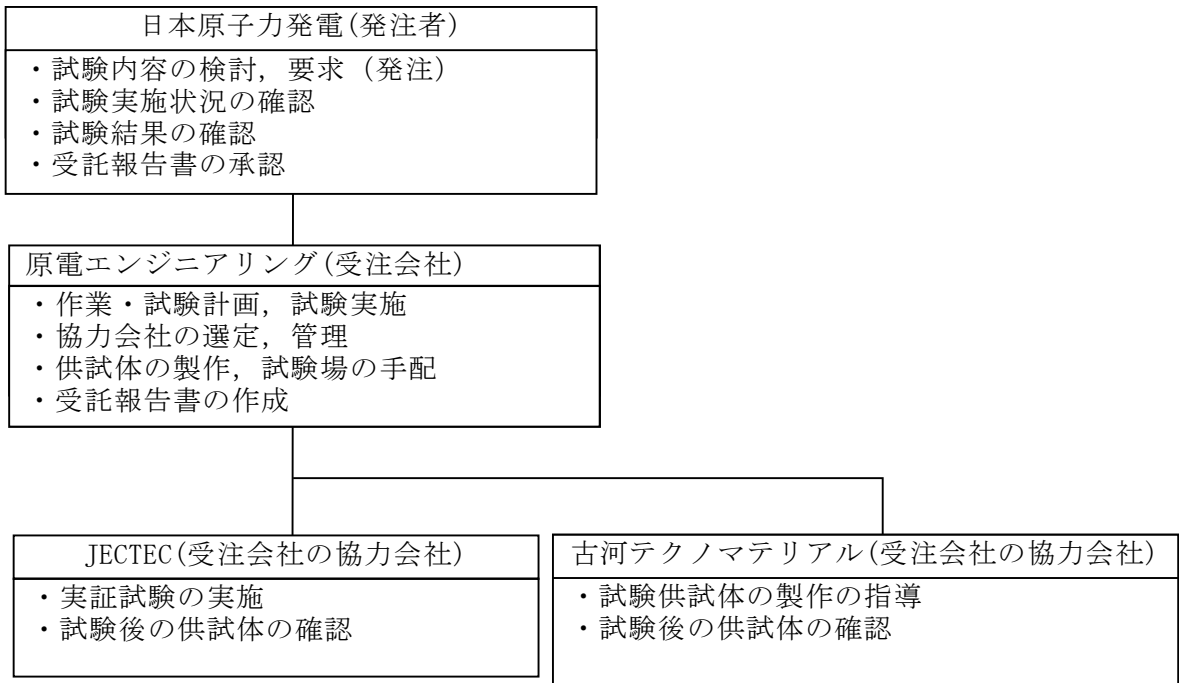 日本原子力発電(発注者)
・試験内容の検討，要求（発注）
・試験実施状況の確認
・試験結果の確認
・受託報告書の承認
原電エンジニアリング(受注会社)
・作業・試験計画，試験実施
・協力会社の選定，管理
・供試体の製作，試験場の手配
・受託報告書の作成
JECTEC(受注会社の協力会社)
・実証試験の実施
・試験後の供試体の確認
古河テクノマテリアル(受注会社の協力会社)
・試験供試体の製作の指導
・試験後の供試体の確認